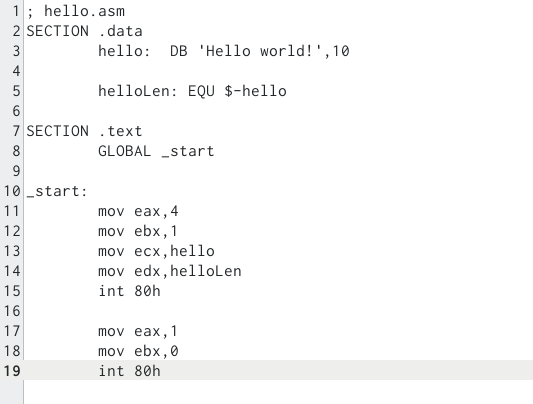 1 ; hello.asm
2 SECTION .data
3         hello:  DB 'Hello world!',10
4
5         helloLen: EQU $-hello
6
7 SECTION .text
8         GLOBAL _start
9
10 _start:
11         mov eax,4
12         mov ebx,1
13         mov ecx,hello
14         mov edx,helloLen
15         int 80h
16
17         mov eax,1
18         mov ebx,0
19         int 80h